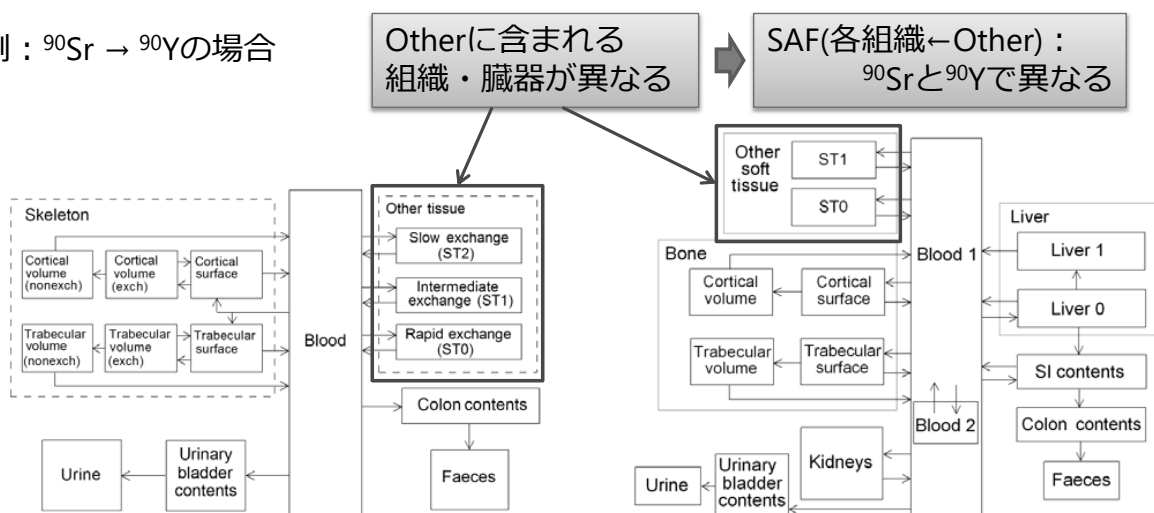 ：⁹⁰Sr → ⁹⁰Yの場合
Otherに含まれる
組織・臓器が異なる
SAF(各組織←Other)：
⁹⁰Srと⁹⁰Yで異なる
Skeleton
Cortical
volume
(nonexch)
Cortical
volume
(exch)
Cortical
surface
Trabecular
volume
(nonexch)
Trabecular
volume
(exch)
Trabecular
surface
Blood
Other tissue
Slow exchange
(ST2)
Intermediate
exchange (ST1)
Rapid exchange
(ST0)
Colon contents
Faeces
Urinary
bladder
contents
Urine
Other
soft
tissue
ST1
ST0
Bone
Cortical
volume
Cortical
surface
Trabecular
volume
Trabecular
surface
Blood 1
Blood 2
Liver
Liver 1
Liver 0
SI contents
Colon contents
Faeces
Kidneys
Urinary
bladder
contents
Urine